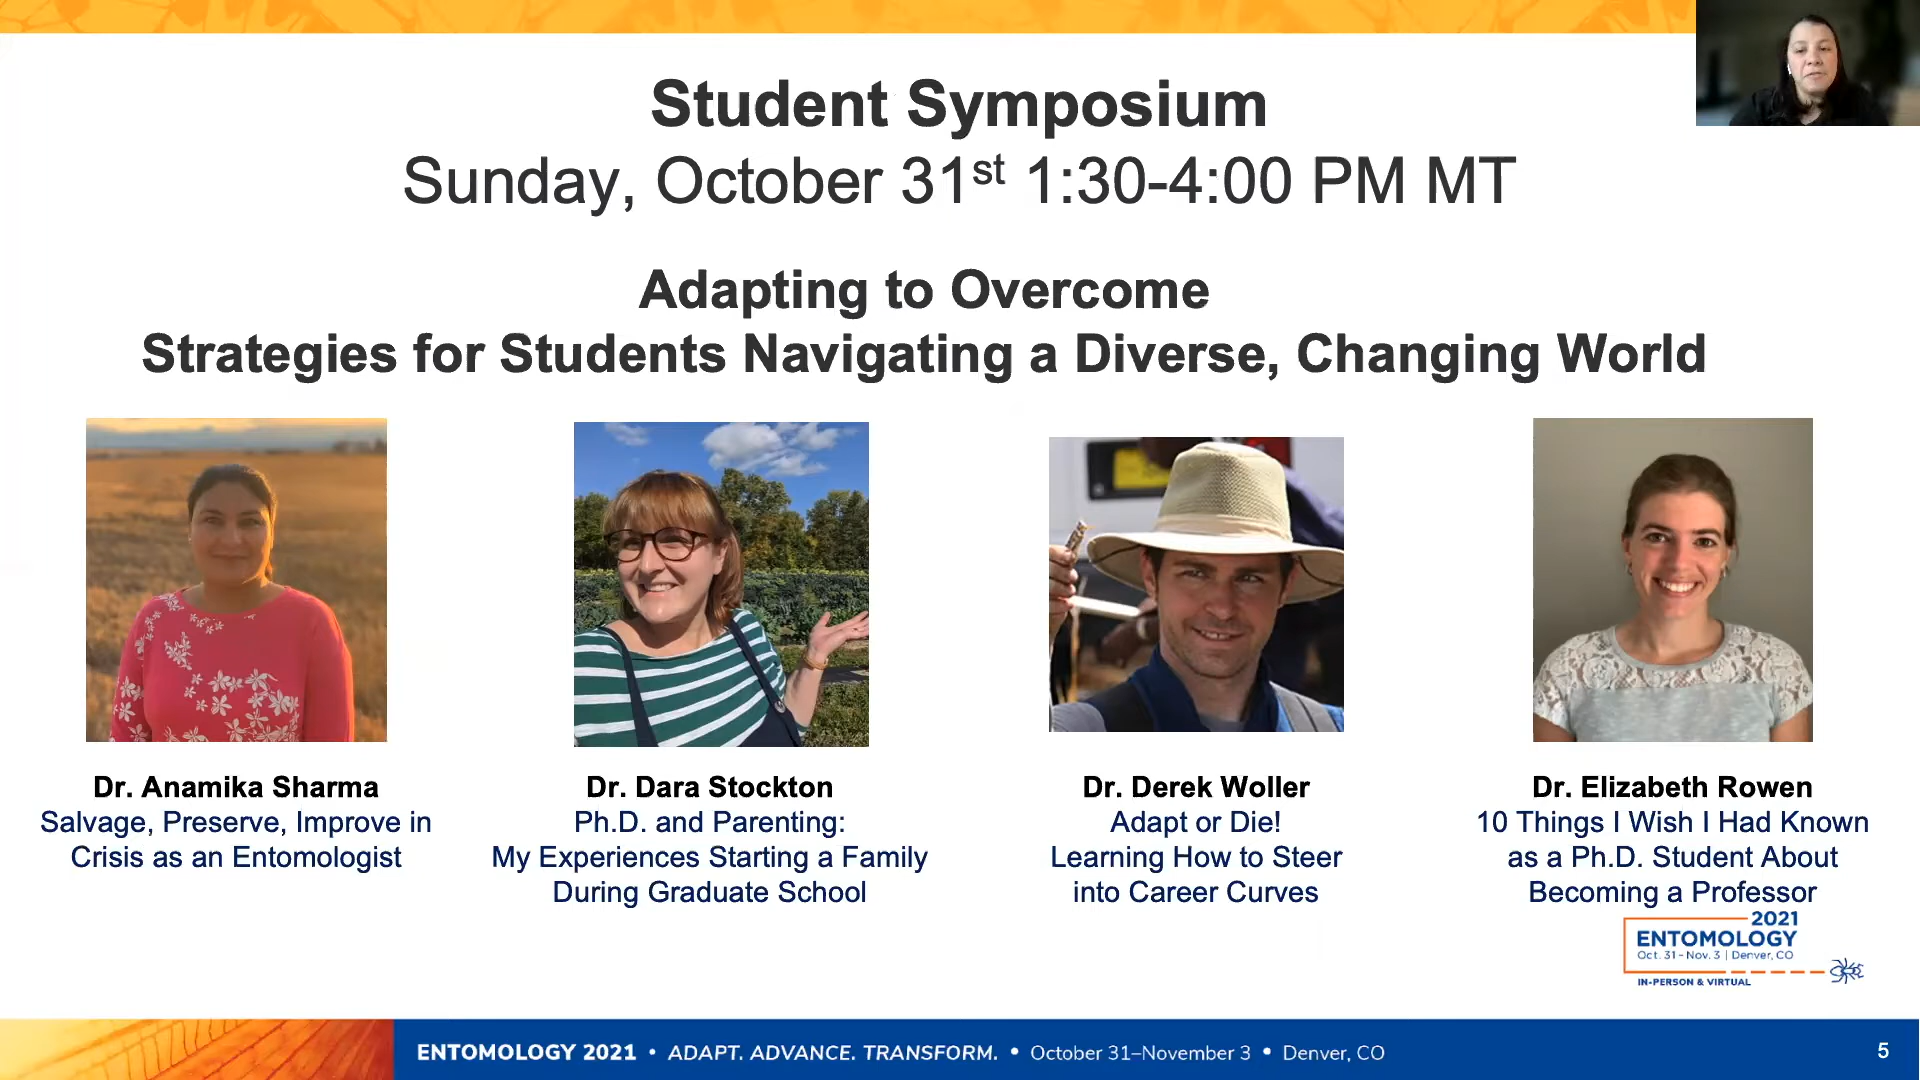 Student Symposium
Sunday, October 31st 1:30-4:00 PM MT
Adapting to Overcome
Strategies for Students Navigating a Diverse, Changing World
Dr. Anamika Sharma
Salvage, Preserve, Improve in
Crisis as an Entomologist
Dr. Dara Stockton
Ph.D. and Parenting:
My Experiences Starting a Family
During Graduate School
Dr. Derek Woller
Adapt or Die!
Learning How to Steer
into Career Curves
Dr. Elizabeth Rowen
10 Things I Wish I Had Known
as a Ph.D. Student About
Becoming a Professor
2021
ENTOMOLOGY
Oct. 31 - Nov. 3 | Denver, CO
IN-PERSON & VIRTUAL
ENTOMOLOGY 2021 • ADAPT. ADVANCE. TRANSFORM. • October 31–November 3 • Denver, CO
5